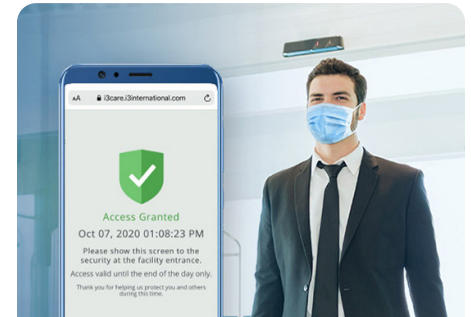 AA i3care.i3international.com
Access Granted
Oct 07, 2020 01:08:23 PM
Please show this screen to the
security at the facility entrance.
Access valid until the end of the day only.
Thank you for helping us protect you and others
during this time.